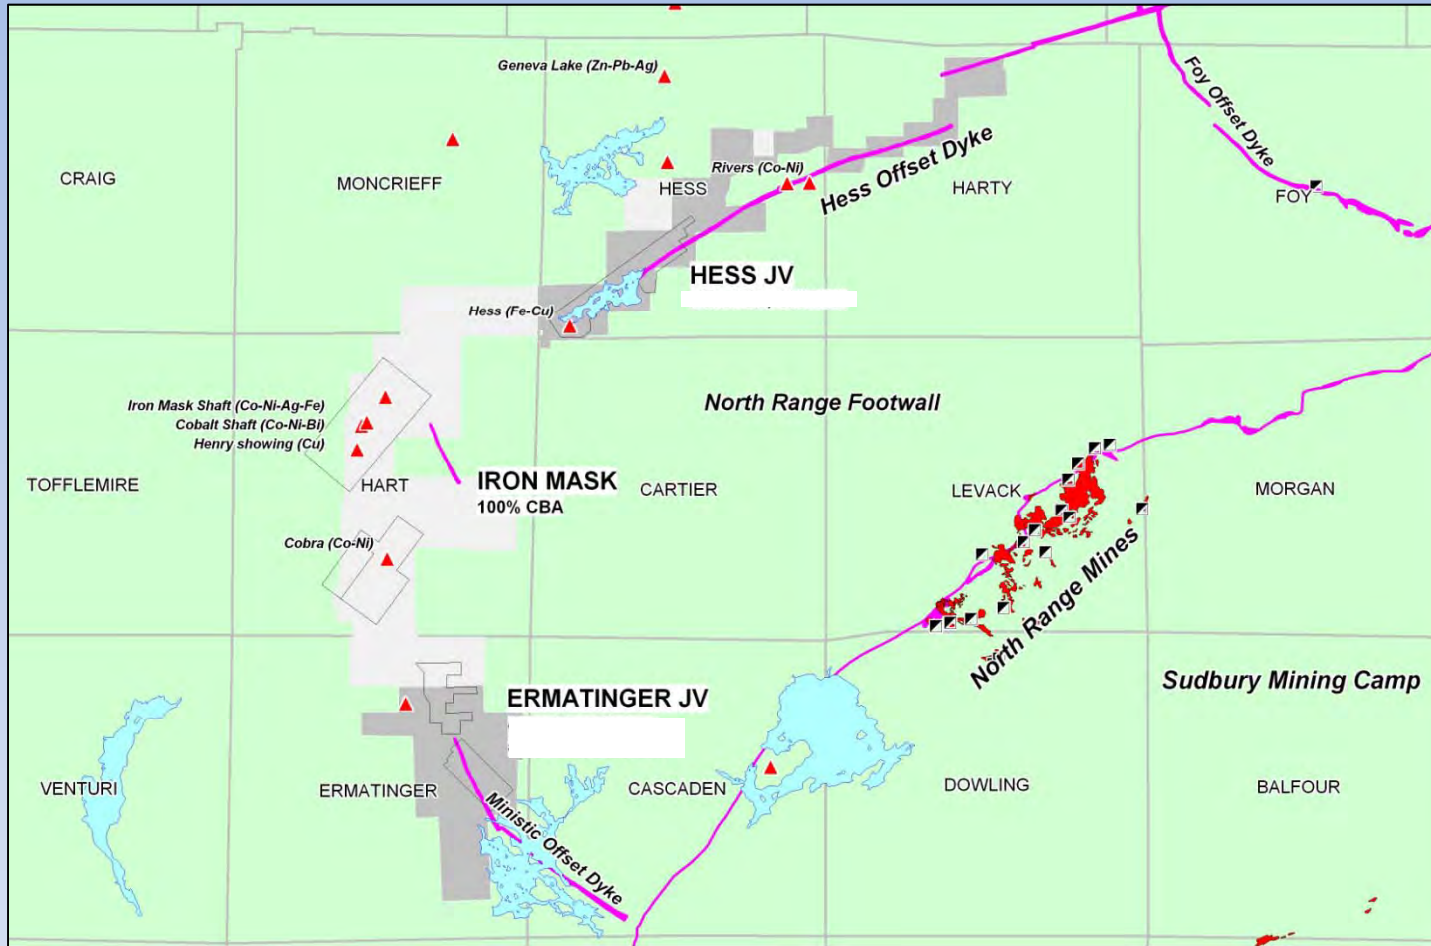 Geneva Lake (Zn-Pb-Ag)
Foy Offset Dyke
CRAIG
MONCRIEFF
HESS
Rivers (Co-Ni)
Hess Offset Dyke
HARTY
FOY
HESS JV
Hess (Fe-Cu)
Iron Mask Shaft (Co-Ni-Ag-Fe)
Cobalt Shaft (Co-Ni-Bi)
Henry showing (Cu)
North Range Footwall
TOFFLEMIRE
HART
IRON MASK
100% CBA
CARTIER
LEVACK
MORGAN
Cobra (Co-Ni)
North Range Mines
Sudbury Mining Camp
ERMATINGER JV
VENTURI
ERMATINGER
Ministic Offset Dyke
CASCADEN
DOWLING
BALFOUR